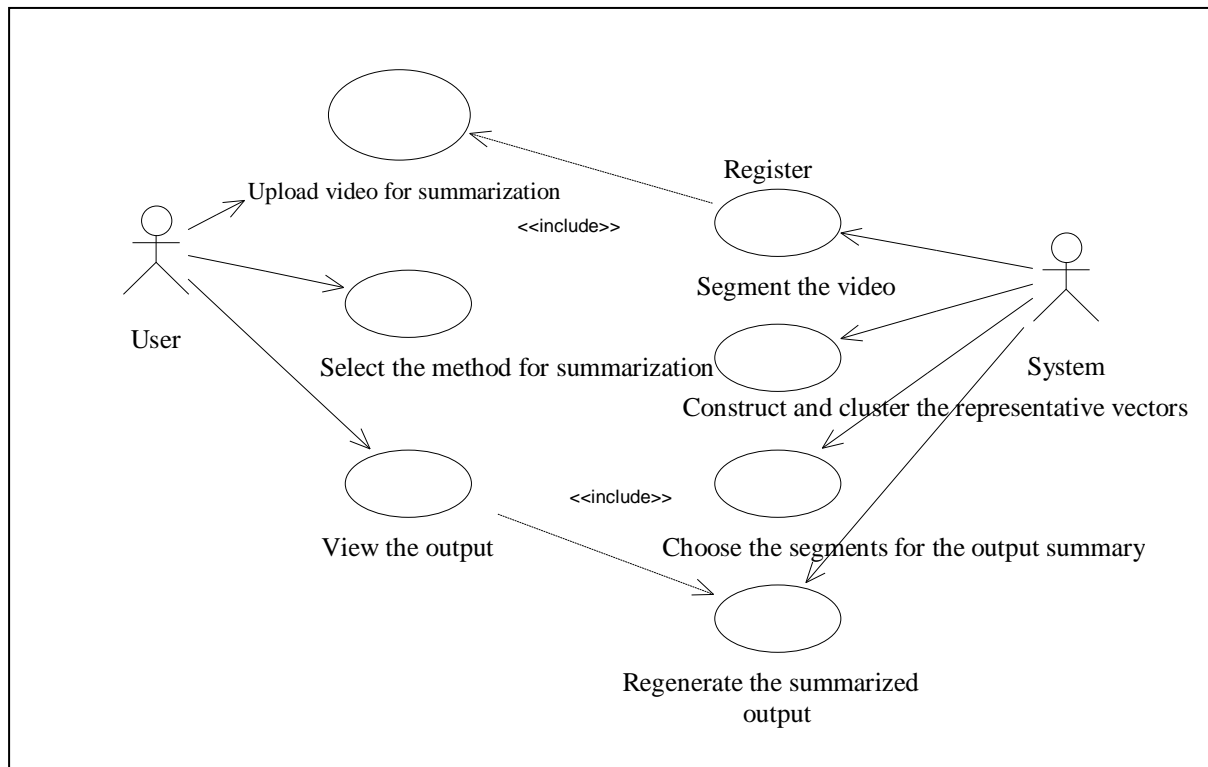 Register
Upload video for summarization
<<include>>
Segment the video
User
Select the method for summarization
System
Construct and cluster the representative vectors
<<include>>
View the output
Choose the segments for the output summary
Regenerate the summarized
output